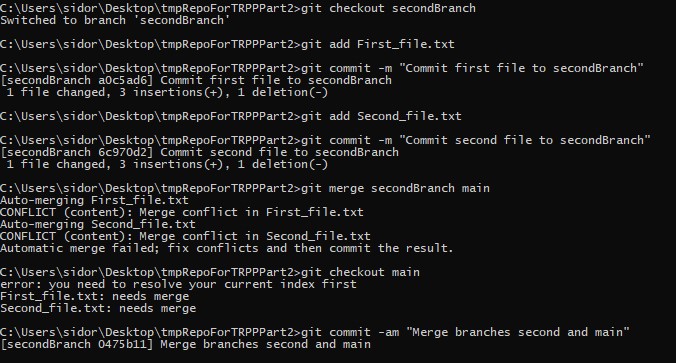 C:\Users\sidor\Desktop\tmpRepoForTRPPPart2>git checkout secondBranch
Switched to branch 'secondBranch'
C:\Users\sidor\Desktop\tmpRepoForTRPPPart2>git add First_file.txt
C:\Users\sidor\Desktop\tmpRepoForTRPPPart2>git commit -m "Commit first file to secondBranch"
[secondBranch a0c5ad6] Commit first file to secondBranch
 1 file changed, 3 insertions(+), 1 deletion(-)
C:\Users\sidor\Desktop\tmpRepoForTRPPPart2>git add Second_file.txt
C:\Users\sidor\Desktop\tmpRepoForTRPPPart2>git commit -m "Commit second file to secondBranch"
[secondBranch 6c970d2] Commit second file to secondBranch
 1 file changed, 3 insertions(+), 1 deletion(-)
C:\Users\sidor\Desktop\tmpRepoForTRPPPart2>git merge secondBranch main
Auto-merging First_file.txt
CONFLICT (content): Merge conflict in First_file.txt
Auto-merging Second_file.txt
CONFLICT (content): Merge conflict in Second_file.txt
Automatic merge failed; fix conflicts and then commit the result.
C:\Users\sidor\Desktop\tmpRepoForTRPPPart2>git checkout main
error: you need to resolve your current index first
First_file.txt: needs merge
Second_file.txt: needs merge
C:\Users\sidor\Desktop\tmpRepoForTRPPPart2>git commit -am "Merge branches second and main"
[secondBranch 0475b11] Merge branches second and main